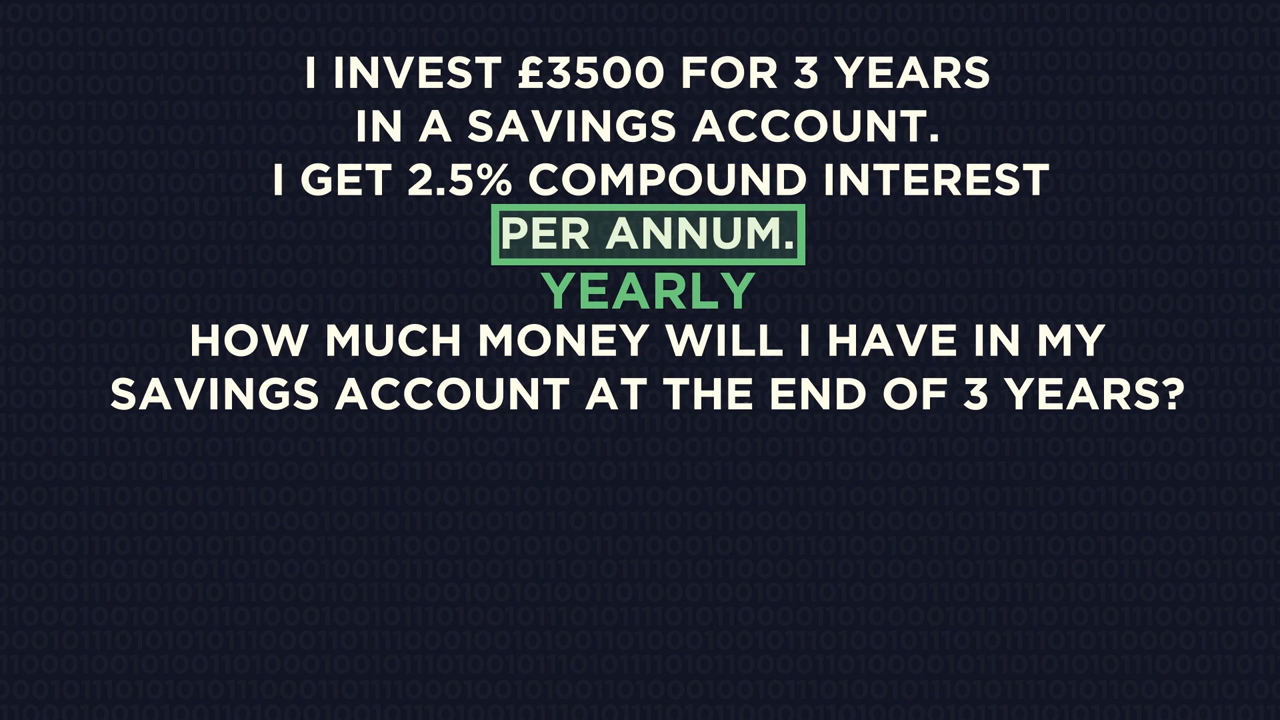 I INVEST £3500 FOR 3 YEARS
IN A SAVINGS ACCOUNT.
I GET 2.5% COMPOUND INTEREST
PER ANNUM.
YEARLY
HOW MUCH MONEY WILL I HAVE IN MY
SAVINGS ACCOUNT AT THE END OF 3 YEARS?